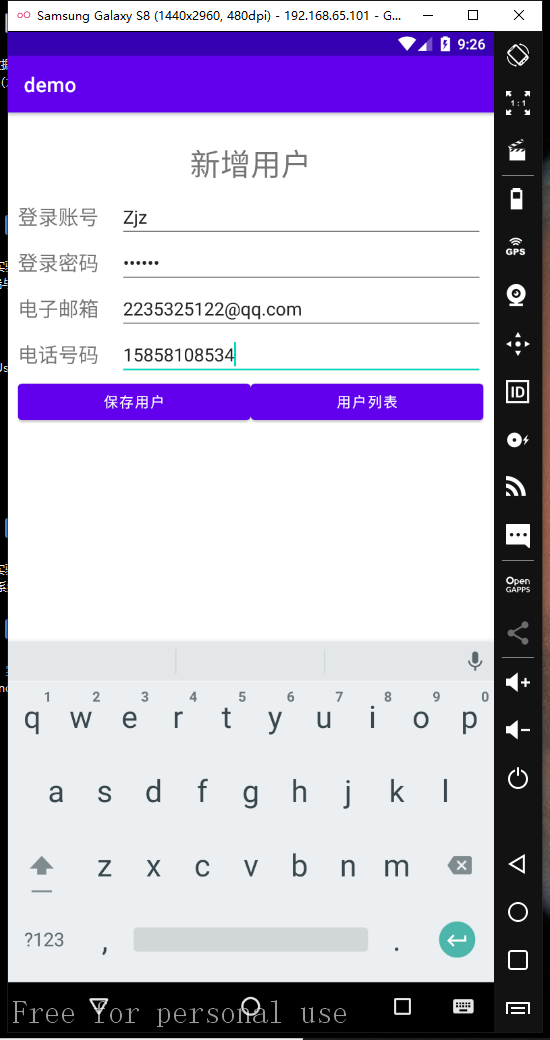 Samsung Galaxy S8 (1440x2960, 480dpi) - 192.168.65.101 - G...
9:26
demo
1:1
新增用户
登录账号 Zjz
GPS
登录密码 ••••••
电子邮箱 2235325122@qq.com
电话号码 15858108534
ID
保存用户 用户列表
Open
GAPPS
1 2 3 4 5 6 7 8 9 0
q w e r t y u i o p
a s d f g h j k l
z x c v b n m
?123 , .
Free for personal use